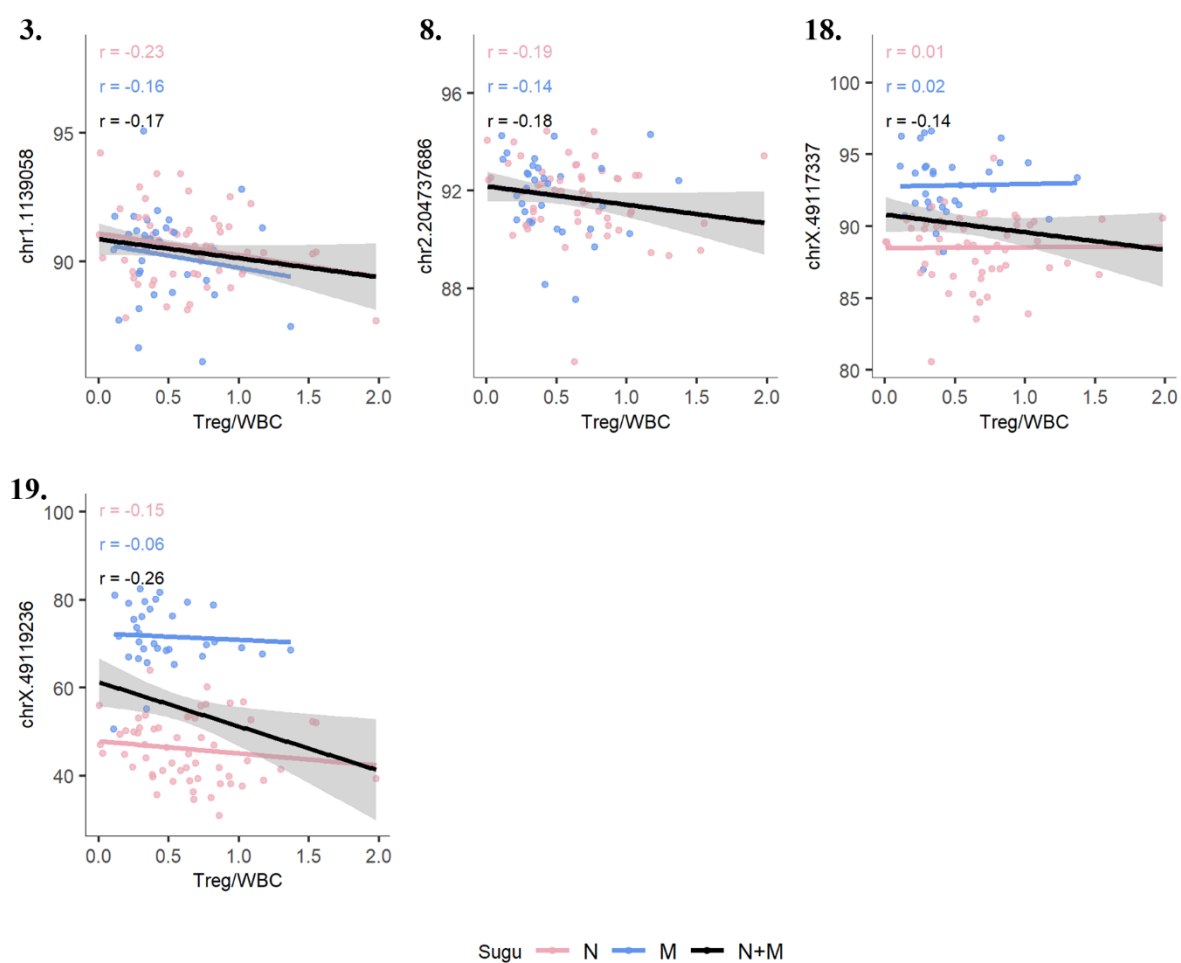 3.
r = -0.23
r = -0.16
r = -0.17
95
90
chr1.1139058
0.0 0.5 1.0 1.5 2.0
Treg/WBC
8.
r = -0.19
r = -0.14
r = -0.18
96
92
88
chr2.204737686
0.0 0.5 1.0 1.5 2.0
Treg/WBC
18.
r = 0.01
r = 0.02
r = -0.14
100
95
90
85
80
chrX.49117337
0.0 0.5 1.0 1.5 2.0
Treg/WBC
19.
r = -0.15
r = -0.06
r = -0.26
100
80
60
40
chrX.49119236
0.0 0.5 1.0 1.5 2.0
Treg/WBC
Sugu N M N+M